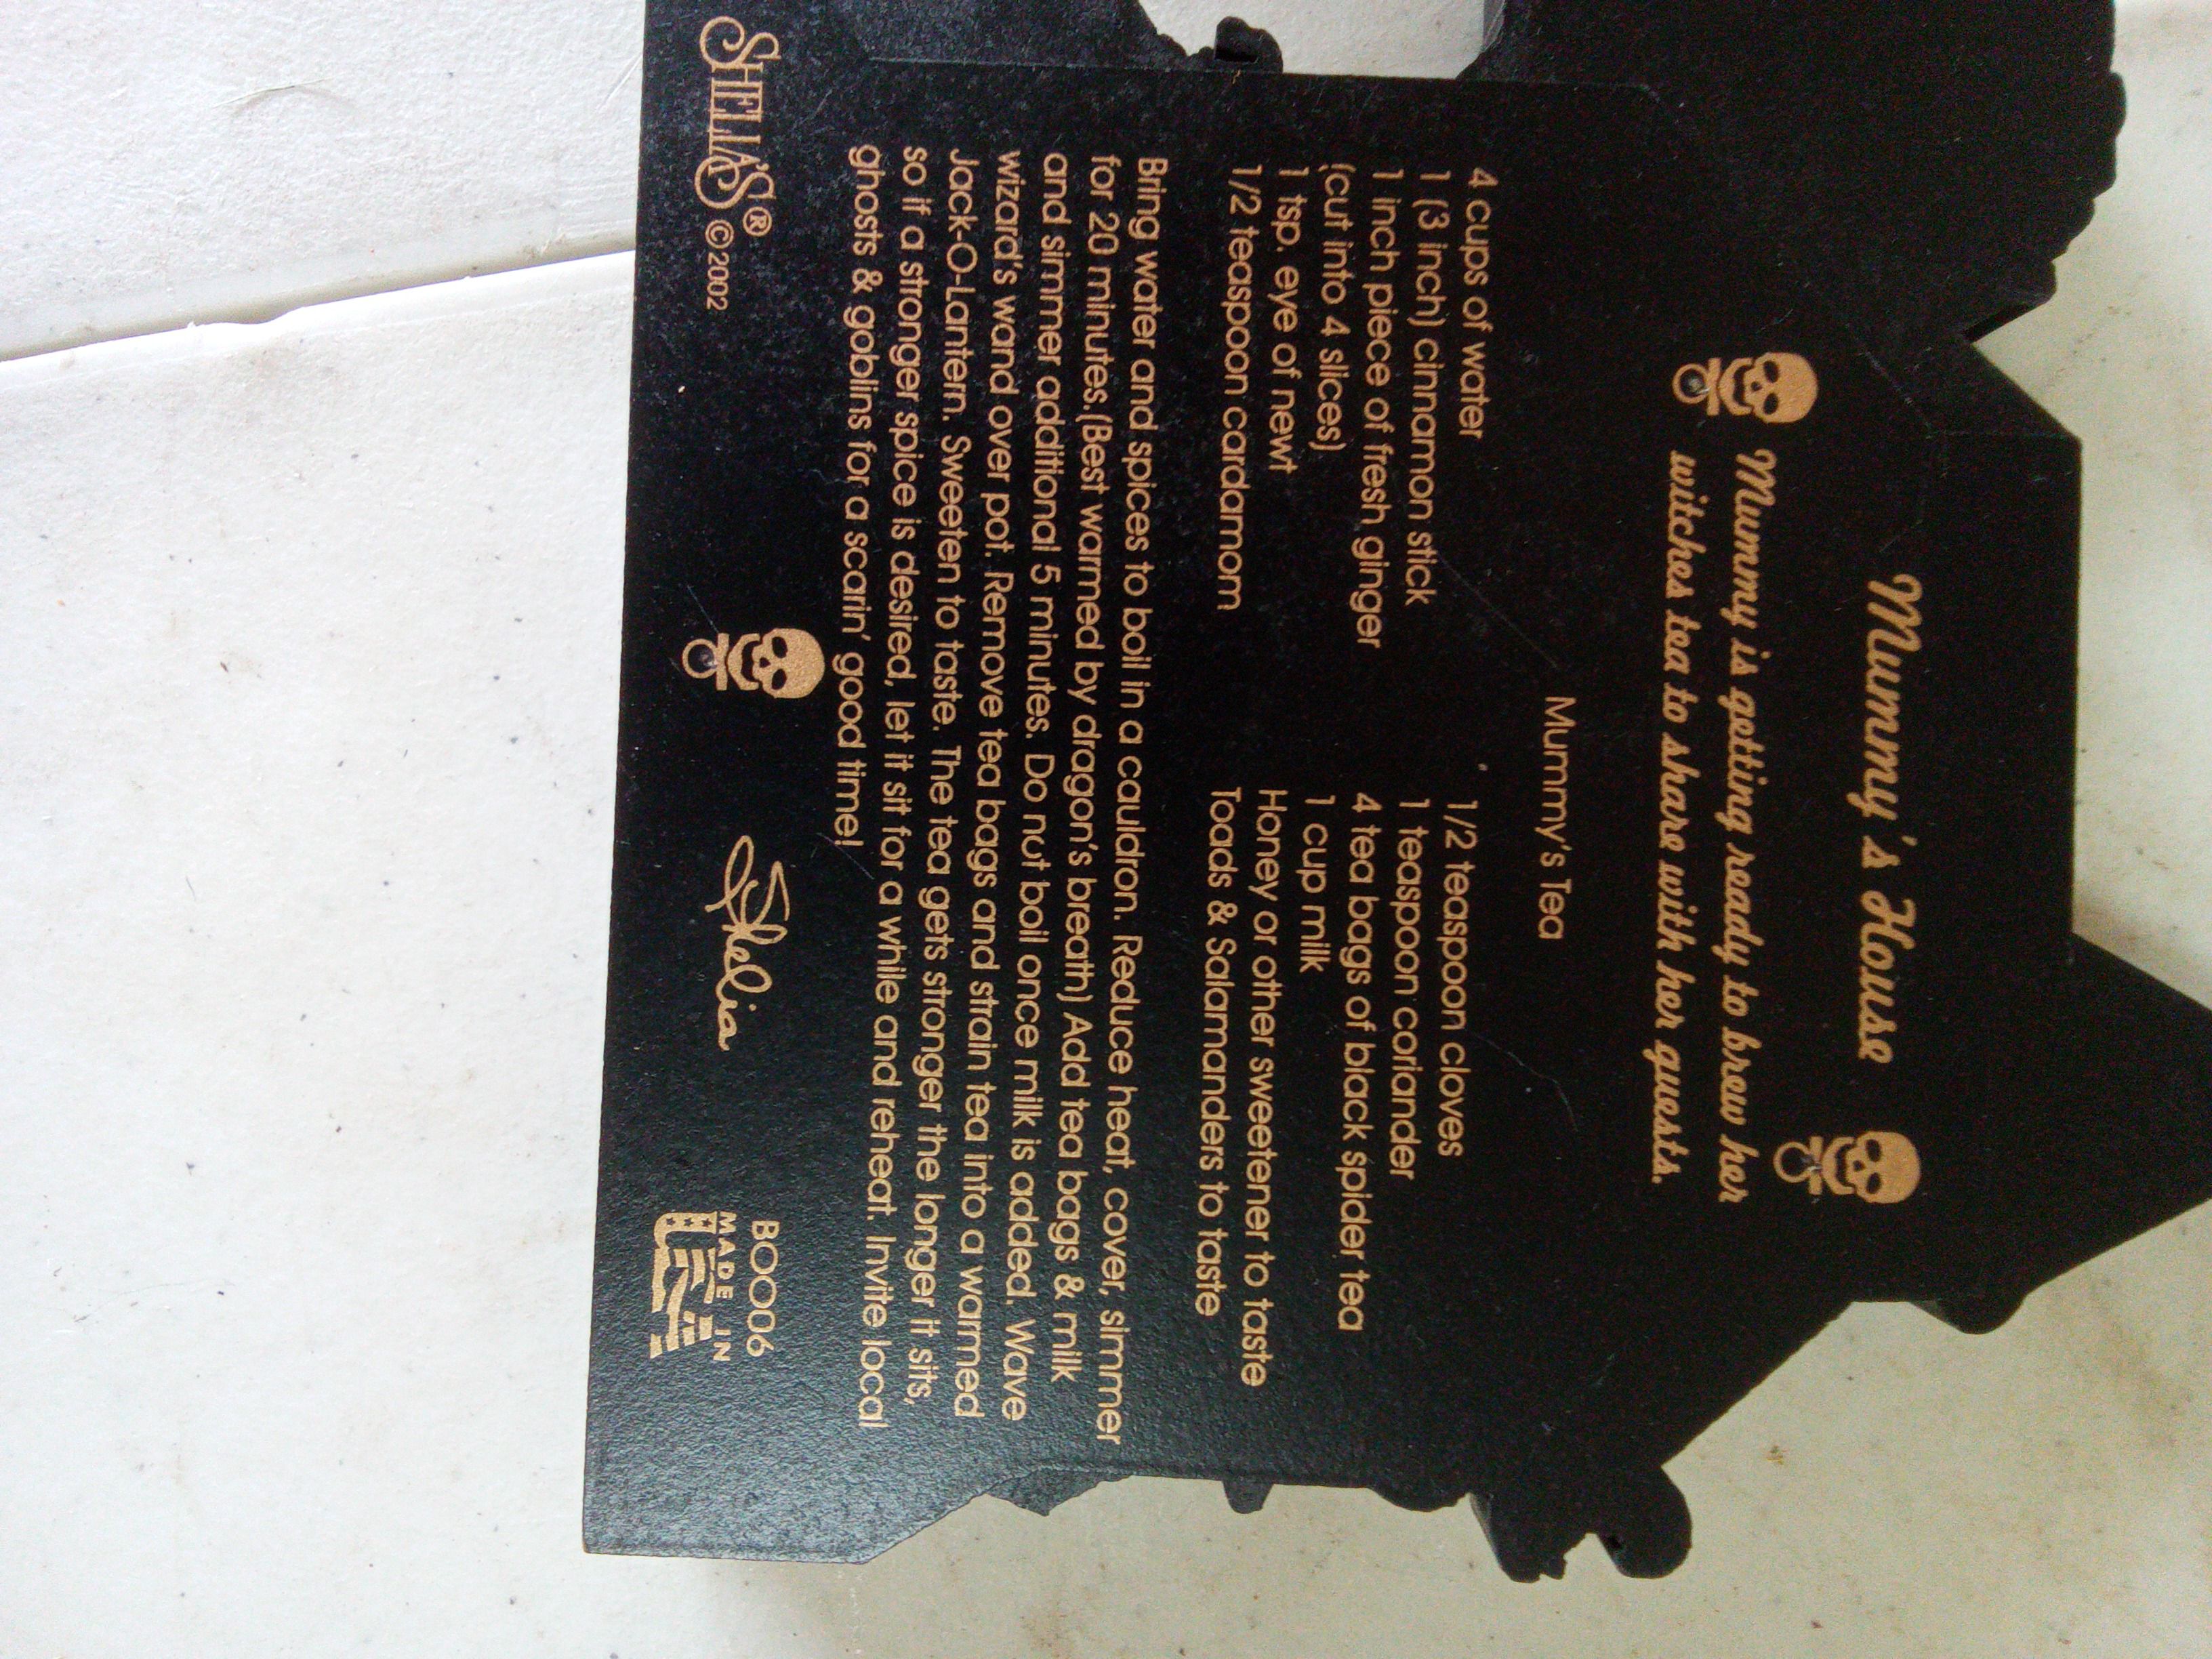 Mummy's House
Mummy is getting ready to brew her
witches tea to share with her guests.
Mummy's Tea
4 cups of water
1 (3 inch) cinnamon stick
1 inch piece of fresh ginger
(cut into 4 slices)
1 tsp. eye of newt
1/2 teaspoon cardamom
1/2 teaspoon cloves
1 teaspoon coriander
4 tea bags of black spider tea
1 cup milk
Honey or other sweetener to taste
Toads & Salamanders to taste
Bring water and spices to boil in a cauldron. Reduce heat, cover, simmer
for 20 minutes.(Best warmed by dragon's breath) Add tea bags & milk
and simmer additional 5 minutes. Do nut boil once milk is added. Wave
wizard's wand over pot. Remove tea bags and strain tea into a warmed
Jack-O-Lantern. Sweeten to taste. The tea gets stronger the longer it sits,
so if a stronger spice is desired, let it sit for a while and reheat. Invite local
ghosts & goblins for a scarin' good time!
SHELIA'S® ©2002
Shelia
BOO06
MADE IN
USA